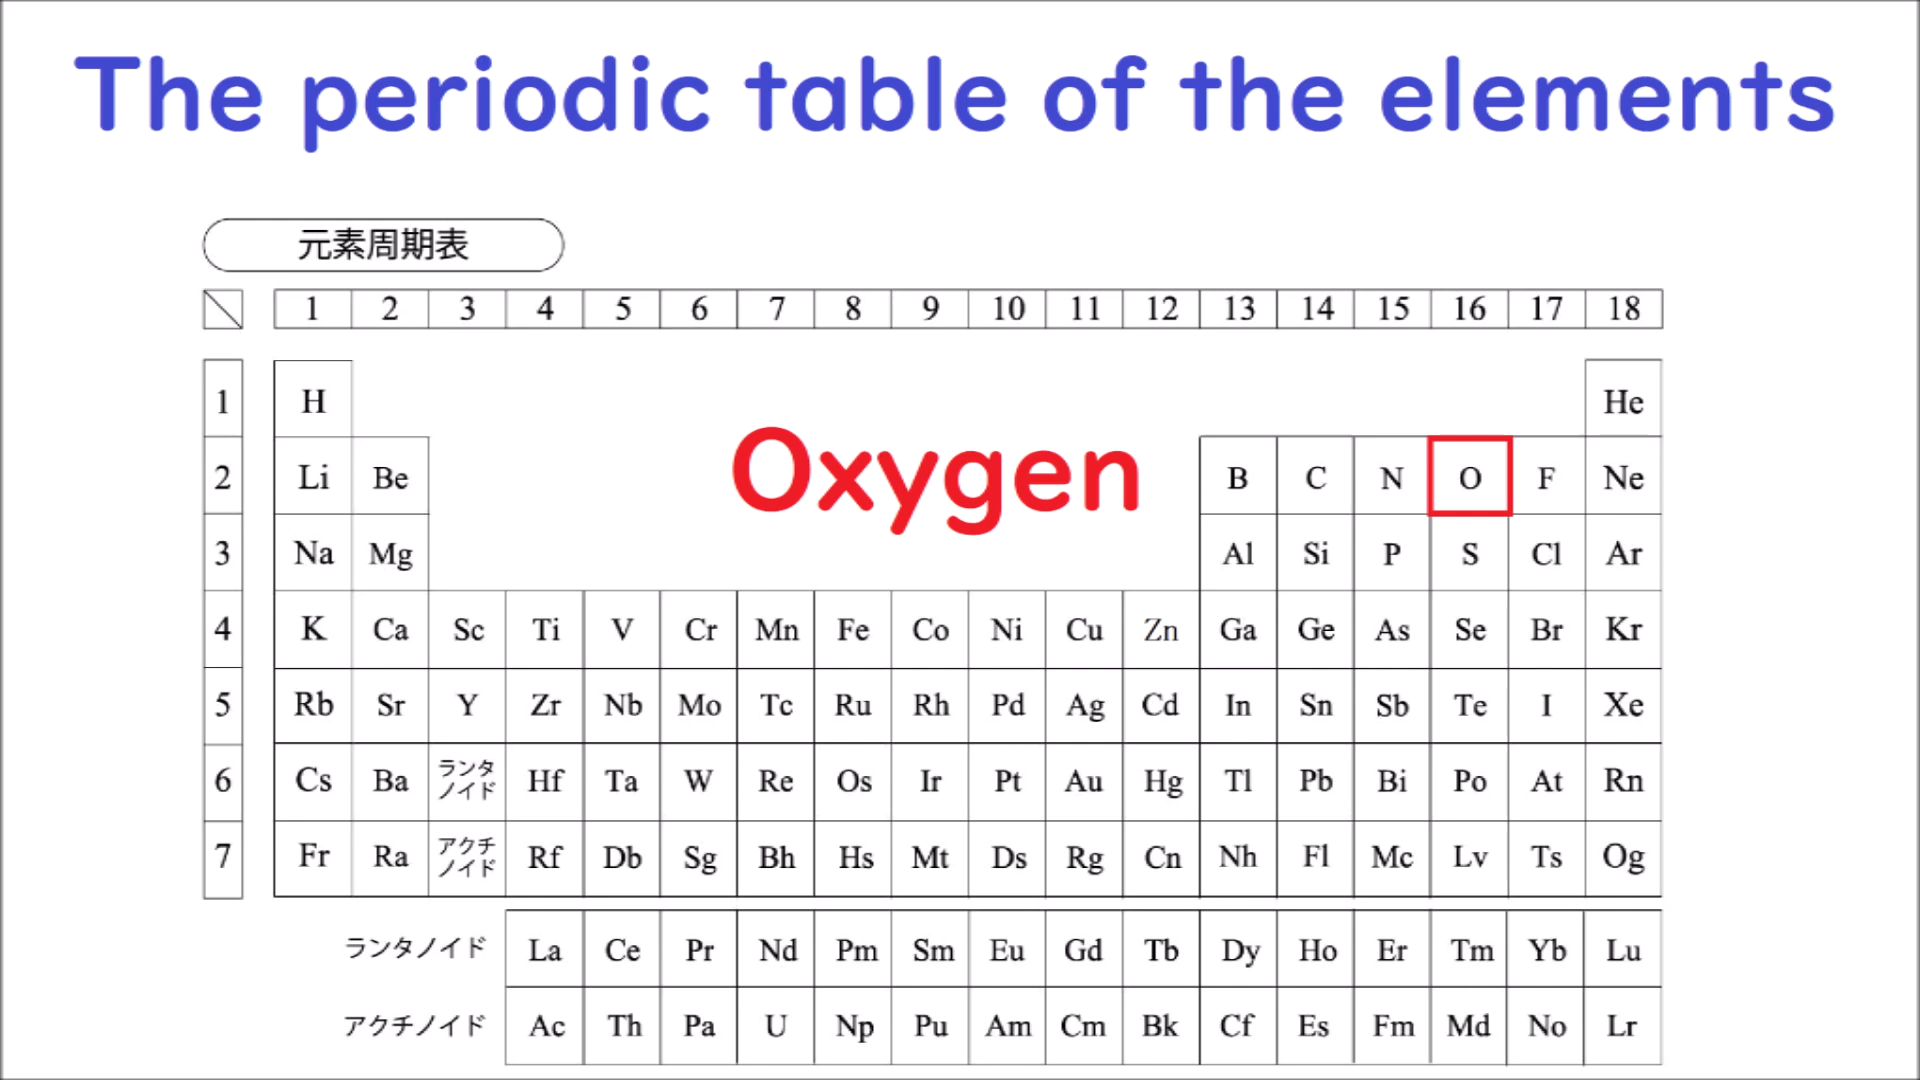 The periodic table of the elements
元素周期表
1 2 3 4 5 6 7 8 9 10 11 12 13 14 15 16 17 18
1 H He
Oxygen
2 Li Be B C N O F Ne
3 Na Mg Al Si P S Cl Ar
4 K Ca Sc Ti V Cr Mn Fe Co Ni Cu Zn Ga Ge As Se Br Kr
5 Rb Sr Y Zr Nb Mo Tc Ru Rh Pd Ag Cd In Sn Sb Te I Xe
6 Cs Ba ランタノイド Hf Ta W Re Os Ir Pt Au Hg Tl Pb Bi Po At Rn
7 Fr Ra アクチノイド Rf Db Sg Bh Hs Mt Ds Rg Cn Nh Fl Mc Lv Ts Og
ランタノイド La Ce Pr Nd Pm Sm Eu Gd Tb Dy Ho Er Tm Yb Lu
アクチノイド Ac Th Pa U Np Pu Am Cm Bk Cf Es Fm Md No Lr